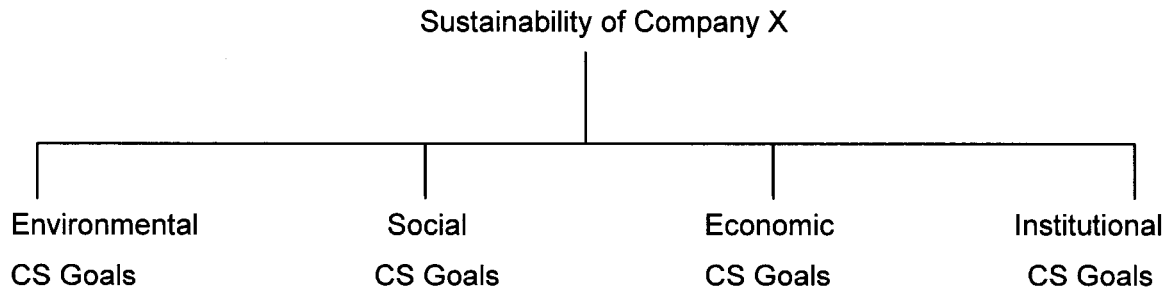 Sustainability of Company X
Environmental Social Economic Institutional
CS Goals CS Goals CS Goals CS Goals